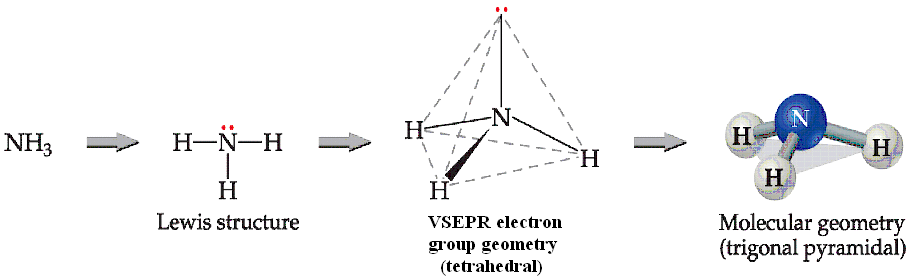 NH₃
H—N̈—H
H
Lewis structure
N
H
H
H
VSEPR electron
group geometry
(tetrahedral)
N
H
H
H
Molecular geometry
(trigonal pyramidal)